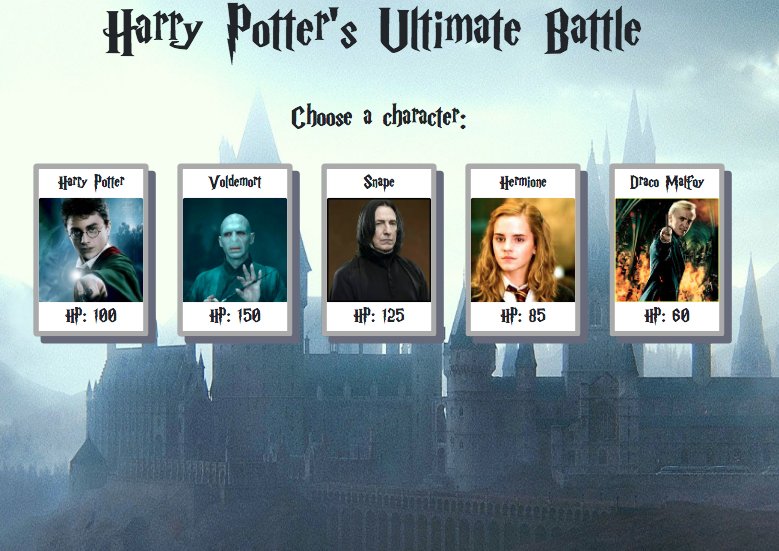 Harry Potter's Ultimate Battle
Choose a character:
Harry Potter
HP: 100
Voldemort
HP: 150
Snape
HP: 125
Hermione
HP: 85
Draco Malfoy
HP: 60